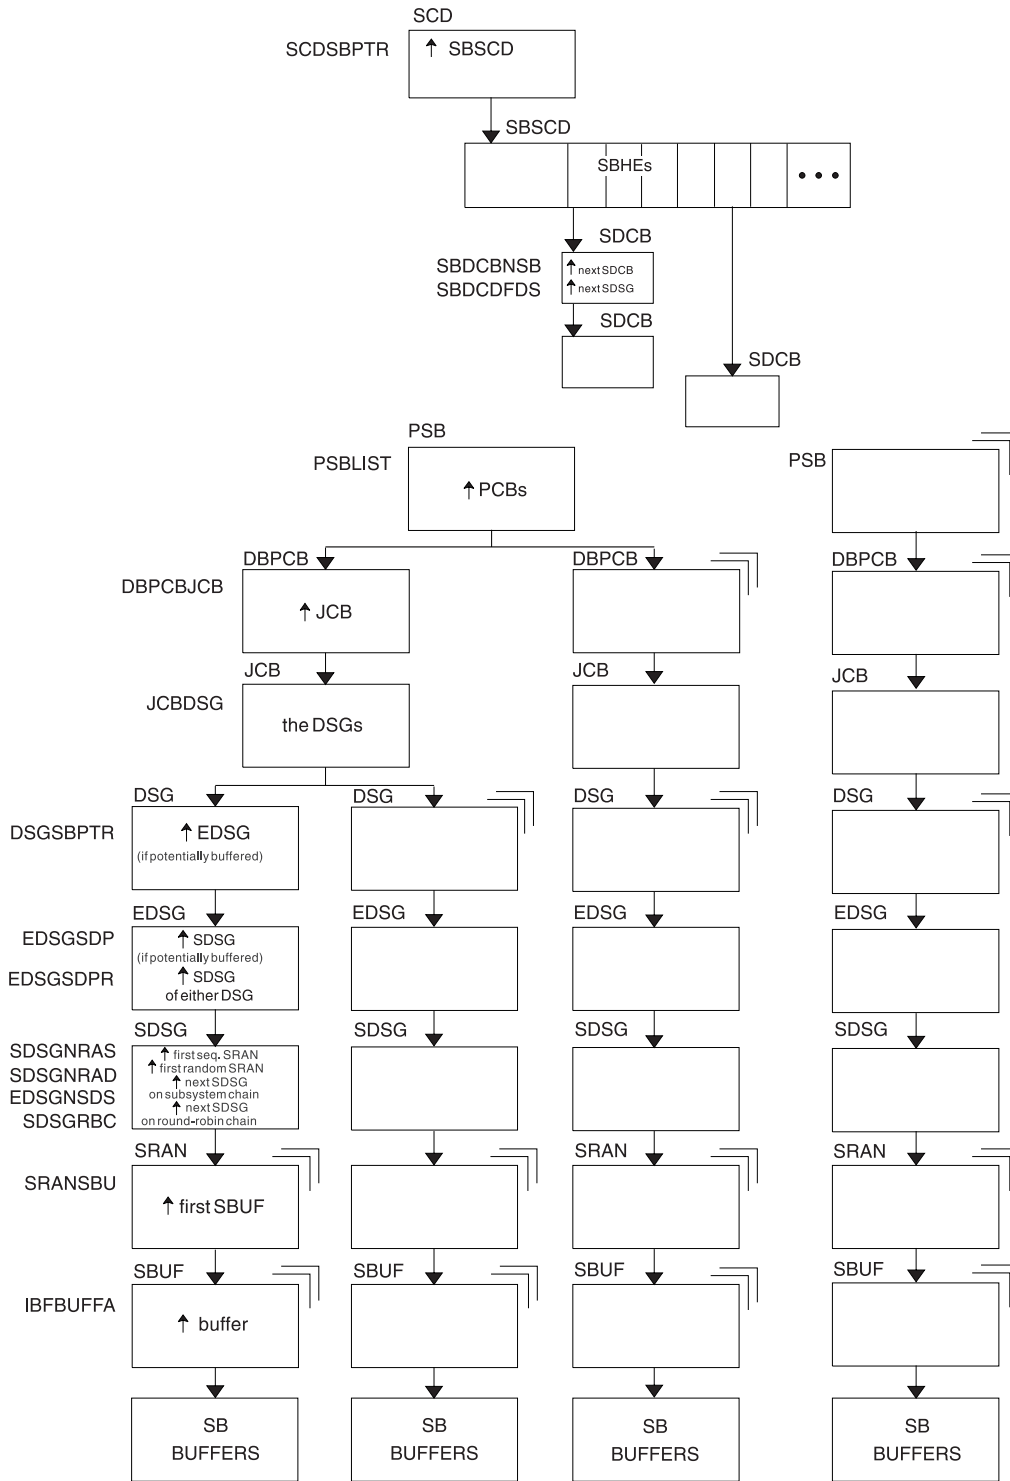 SCD
SCDSBPTR
↑ SBSCD
SBSCD
SBHEs
• • •
SDCB
SBDCBNSB
↑ next SDCB
SBDCDFDS
↑ next SDSG
SDCB
SDCB
PSB
PSBLIST
↑ PCBs
PSB
DBPCB
DBPCB
DBPCB
DBPCBJCB
↑ JCB
JCB
JCB
JCB
JCBDSG
the DSGs
DSG
DSG
DSG
DSG
DSGSBPTR
↑ EDSG
(if potentially buffered)
EDSG
EDSG
EDSG
EDSG
EDSGSDP
↑ SDSG
(if potentially buffered)
EDSGSDPR
↑ SDSG
of either DSG
SDSG
SDSG
SDSG
SDSG
SDSGNRAS
↑ first seq. SRAN
SDSGNRAD
↑ first random SRAN
EDSGNSDS
↑ next SDSG
on subsystem chain
SDSGRBC
↑ next SDSG
on round-robin chain
SRAN
SRAN
SRAN
SRANSBU
↑ first SBUF
SBUF
SBUF
SBUF
SBUF
IBFBUFFA
↑ buffer
SB
BUFFERS
SB
BUFFERS
SB
BUFFERS
SB
BUFFERS